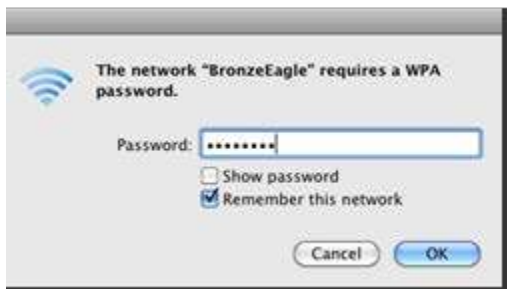 The network "BronzeEagle" requires a WPA
password.
Password: ••••••••
Show password
Remember this network
Cancel OK